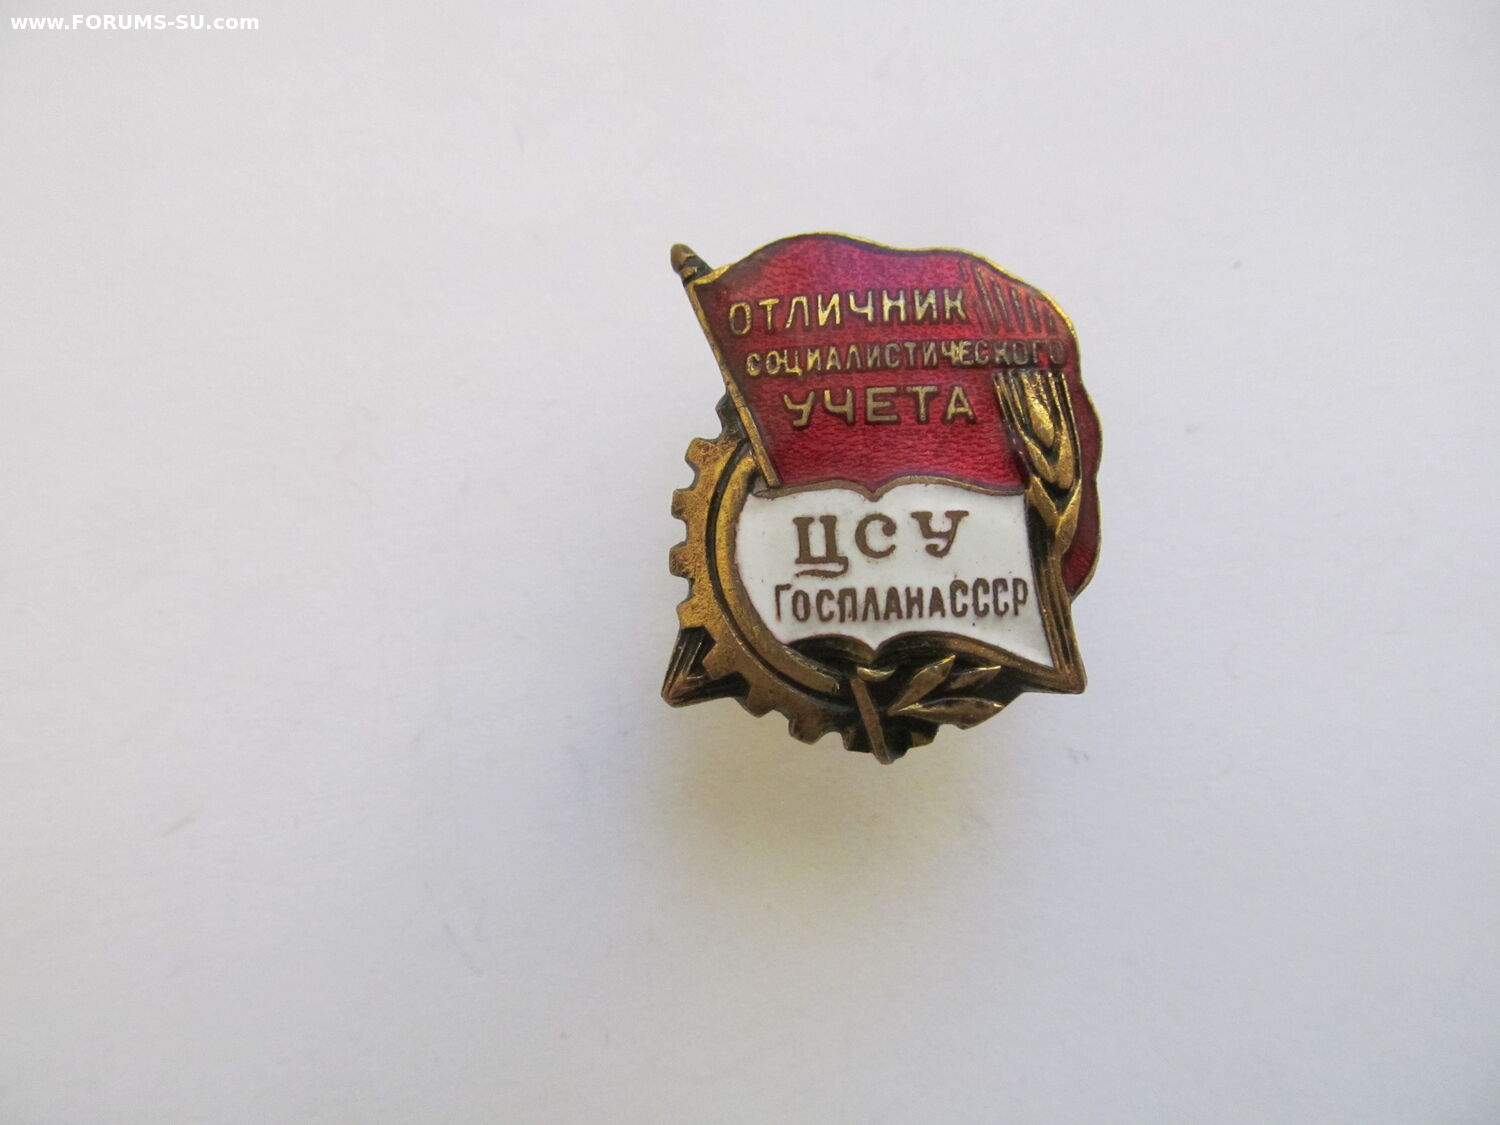 www.FORUMS-SU.com
ОТЛИЧНИК
СОЦИАЛИСТИЧЕСКОГО
УЧЕТА
ЦСУ
ГОСПЛАНА СССР